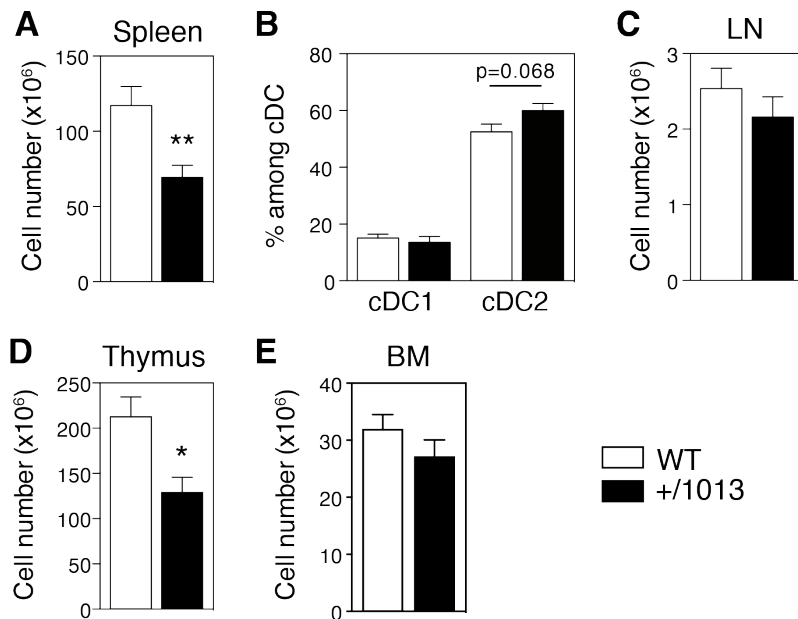 A
Spleen
Cell number (x10⁶)
150
100
50
0
**
B
% among cDC
80
60
40
20
0
p=0.068
cDC1
cDC2
C
LN
Cell number (x10⁶)
3
2
1
0
D
Thymus
Cell number (x10⁶)
250
200
150
100
50
0
*
E
BM
Cell number (x10⁶)
40
30
20
10
0
WT
+/1013